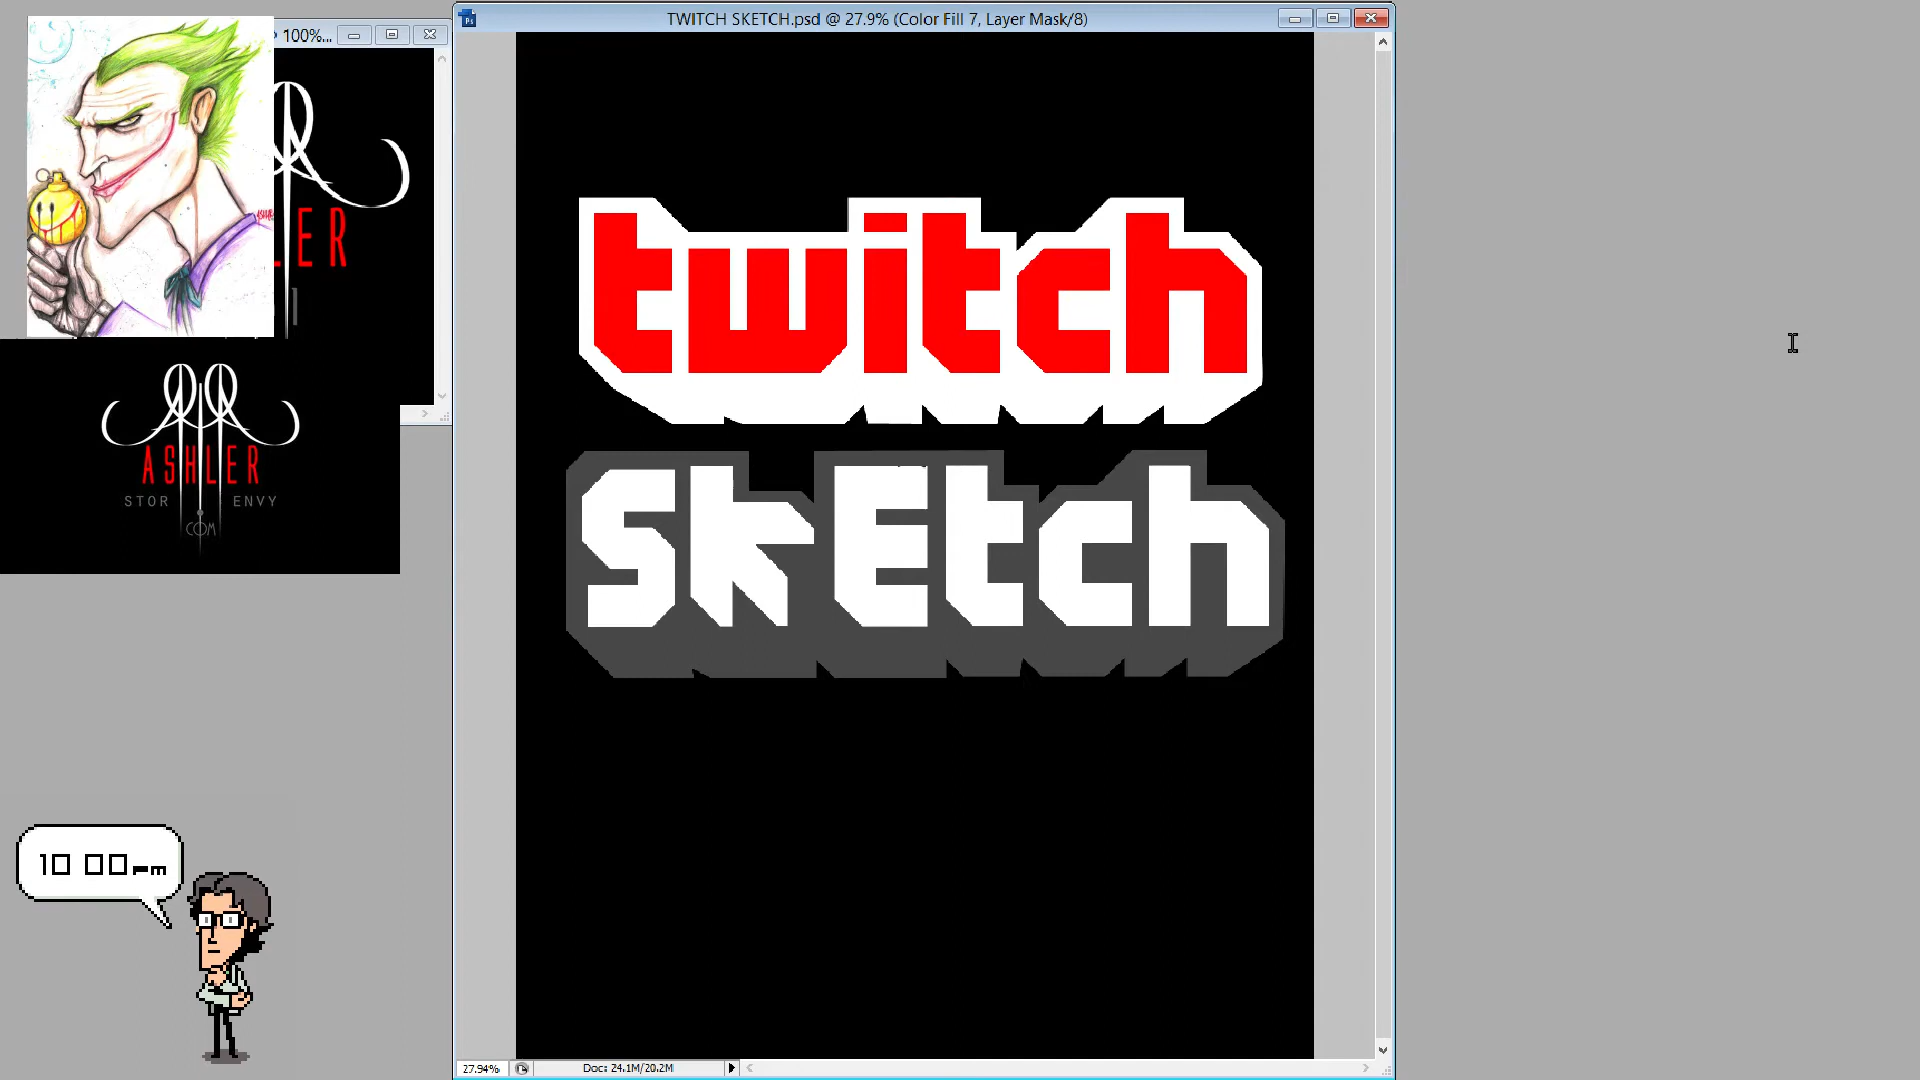 TWITCH SKETCH.psd @ 27.9% (Color Fill 7, Layer Mask/8)
100%...
LER
twitch
SkEtch
ASHLER
STOR ENVY
COM
10 00pm
27.94%
Doc: 24.1M/20.2M